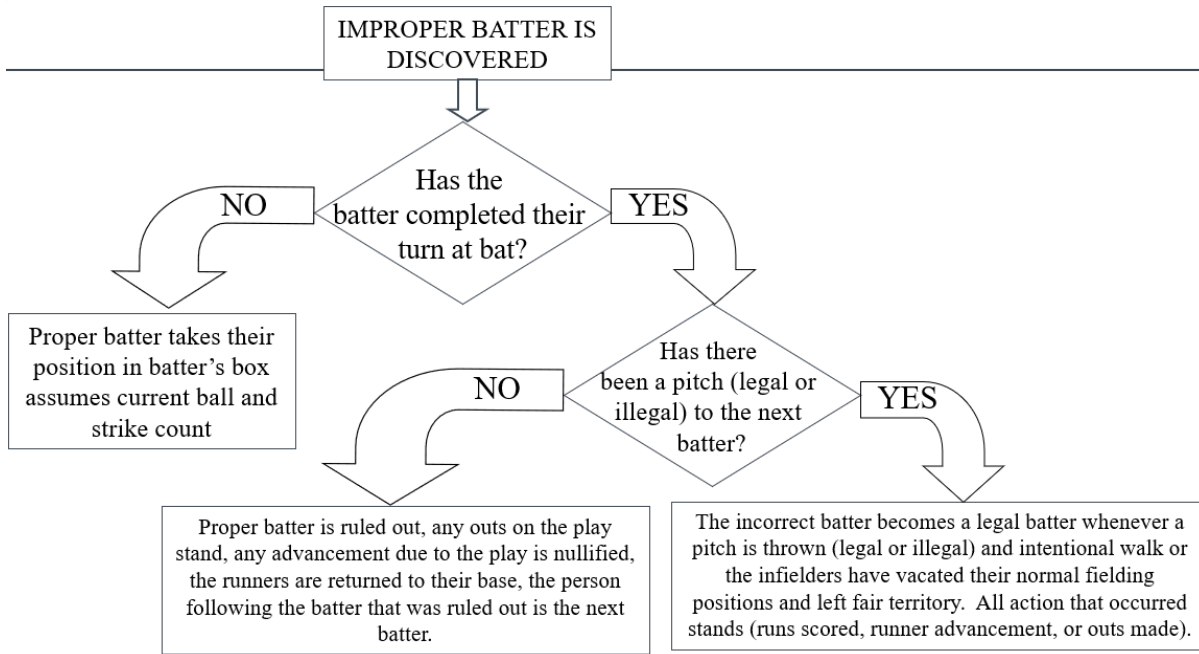 IMPROPER BATTER IS
DISCOVERED
Has the
batter completed their
turn at bat?
NO
YES
Proper batter takes their
position in batter’s box
assumes current ball and
strike count
Has there
been a pitch (legal or
illegal) to the next
batter?
NO
YES
Proper batter is ruled out, any outs on the play
stand, any advancement due to the play is nullified,
the runners are returned to their base, the person
following the batter that was ruled out is the next
batter.
The incorrect batter becomes a legal batter whenever a
pitch is thrown (legal or illegal) and intentional walk or
the infielders have vacated their normal fielding
positions and left fair territory.  All action that occurred
stands (runs scored, runner advancement, or outs made).